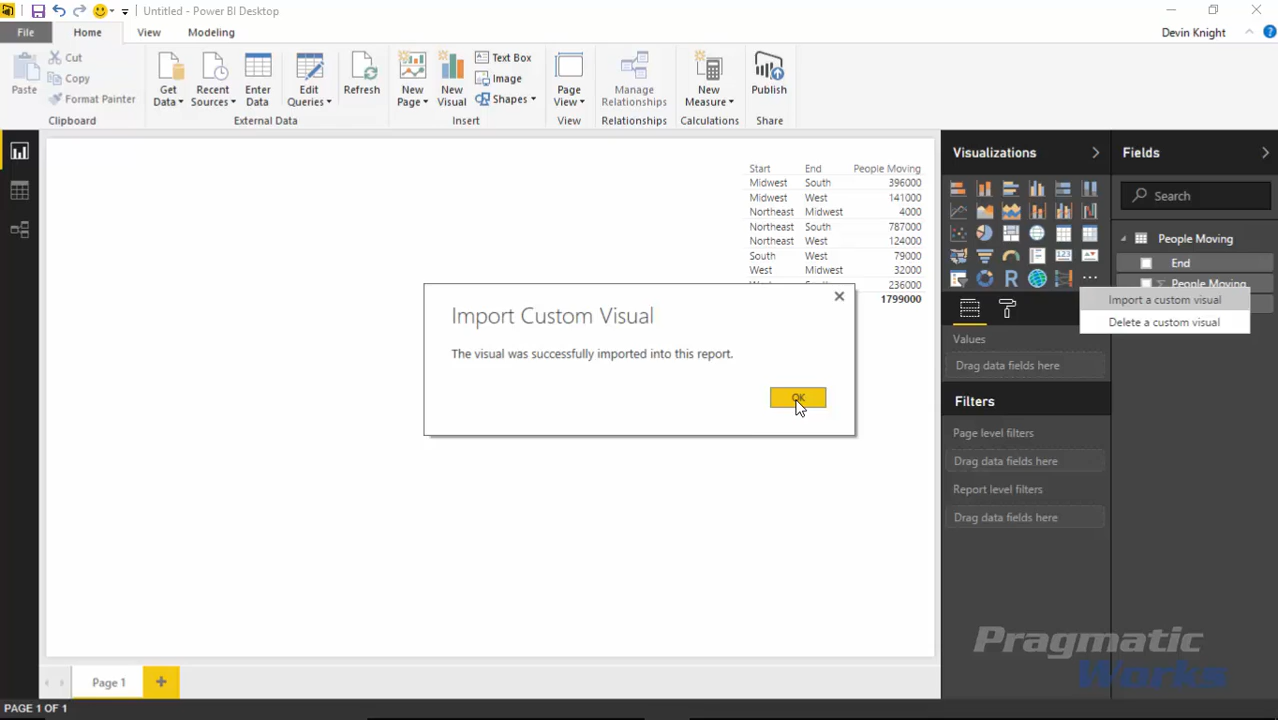 Untitled - Power BI Desktop
File
Home
View
Modeling
Devin Knight
Paste
Cut
Copy
Format Painter
Clipboard
Get Data
Recent Sources
Enter Data
Edit Queries
Refresh
External Data
New Page
New Visual
Text Box
Image
Shapes
Insert
Page View
View
Manage Relationships
Relationships
New Measure
Calculations
Publish
Share
Start End People Moving
Midwest South 396000
Midwest West 141000
Northeast Midwest 4000
Northeast South 787000
Northeast West 124000
South West 79000
West Midwest 32000
236000
1799000
Import Custom Visual
The visual was successfully imported into this report.
OK
Visualizations
R
123
Import a custom visual
Delete a custom visual
Values
Drag data fields here
Filters
Page level filters
Drag data fields here
Report level filters
Drag data fields here
Fields
Search
People Moving
End
People Moving
Pragmatic
Works
Page 1
PAGE 1 OF 1